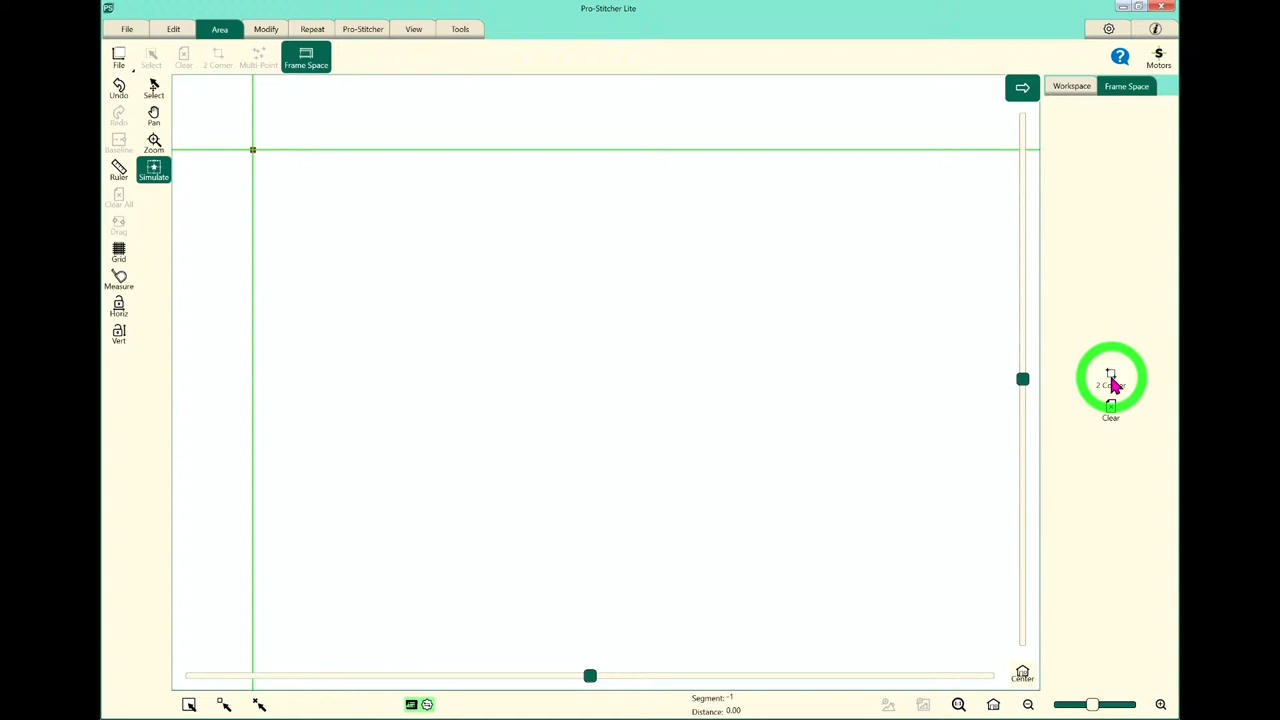 PS
Pro-Stitcher Lite
File Edit Area Modify Repeat Pro-Stitcher View Tools
File Select Clear 2 Corner Multi-Point Frame Space
S
Motors
Undo Select
Workspace Frame Space
Redo Pan
Baseline Zoom
Ruler Simulate
Clear All
Drag
Grid
Measure
Horiz
Vert
2
Clear
Center
Segment: -1
Distance: 0.00